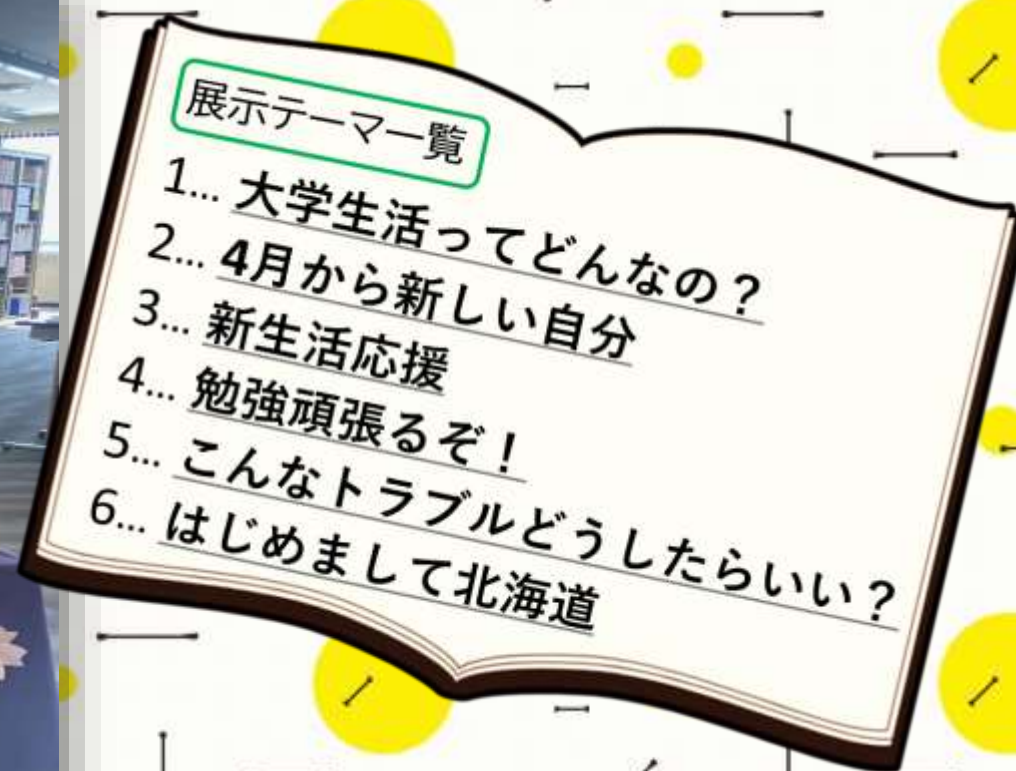 展示テーマ一覧
1... 大学生活ってどんなの？
2... 4月から新しい自分
3... 新生活応援
4... 勉強頑張るぞ！
5... こんなトラブルどうしたらいい？
6... はじめまして北海道